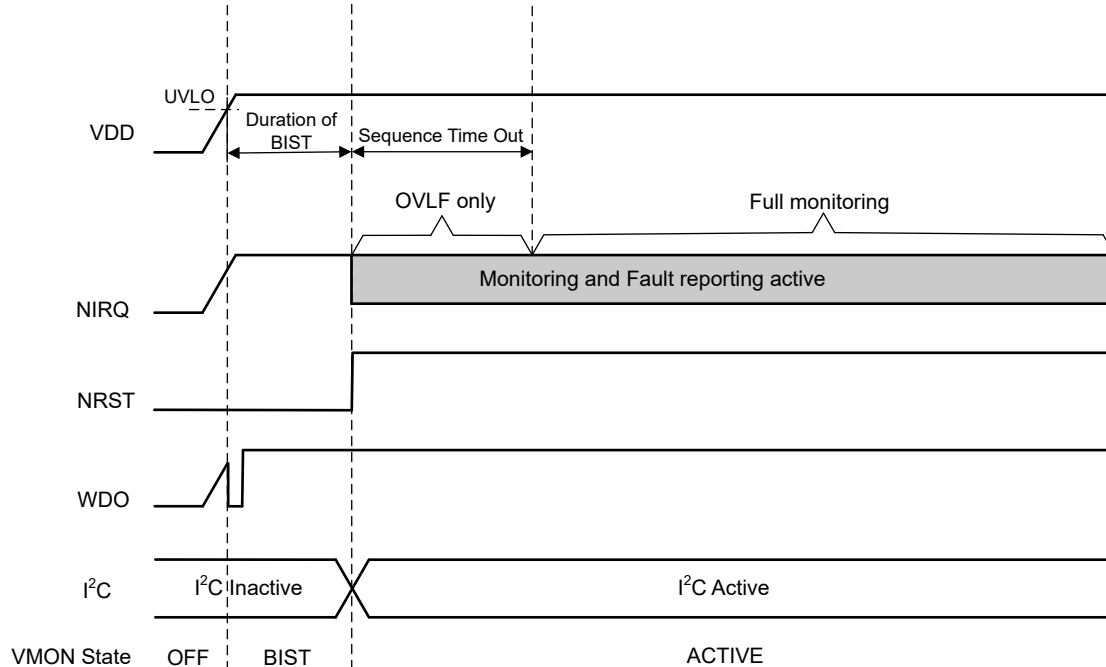 UVLO
VDD
Duration of
BIST
Sequence Time Out
OVLF only
Full monitoring
NIRQ
Monitoring and Fault reporting active
NRST
WDO
I²C
I²C Inactive
I²C Active
VMON State
OFF
BIST
ACTIVE